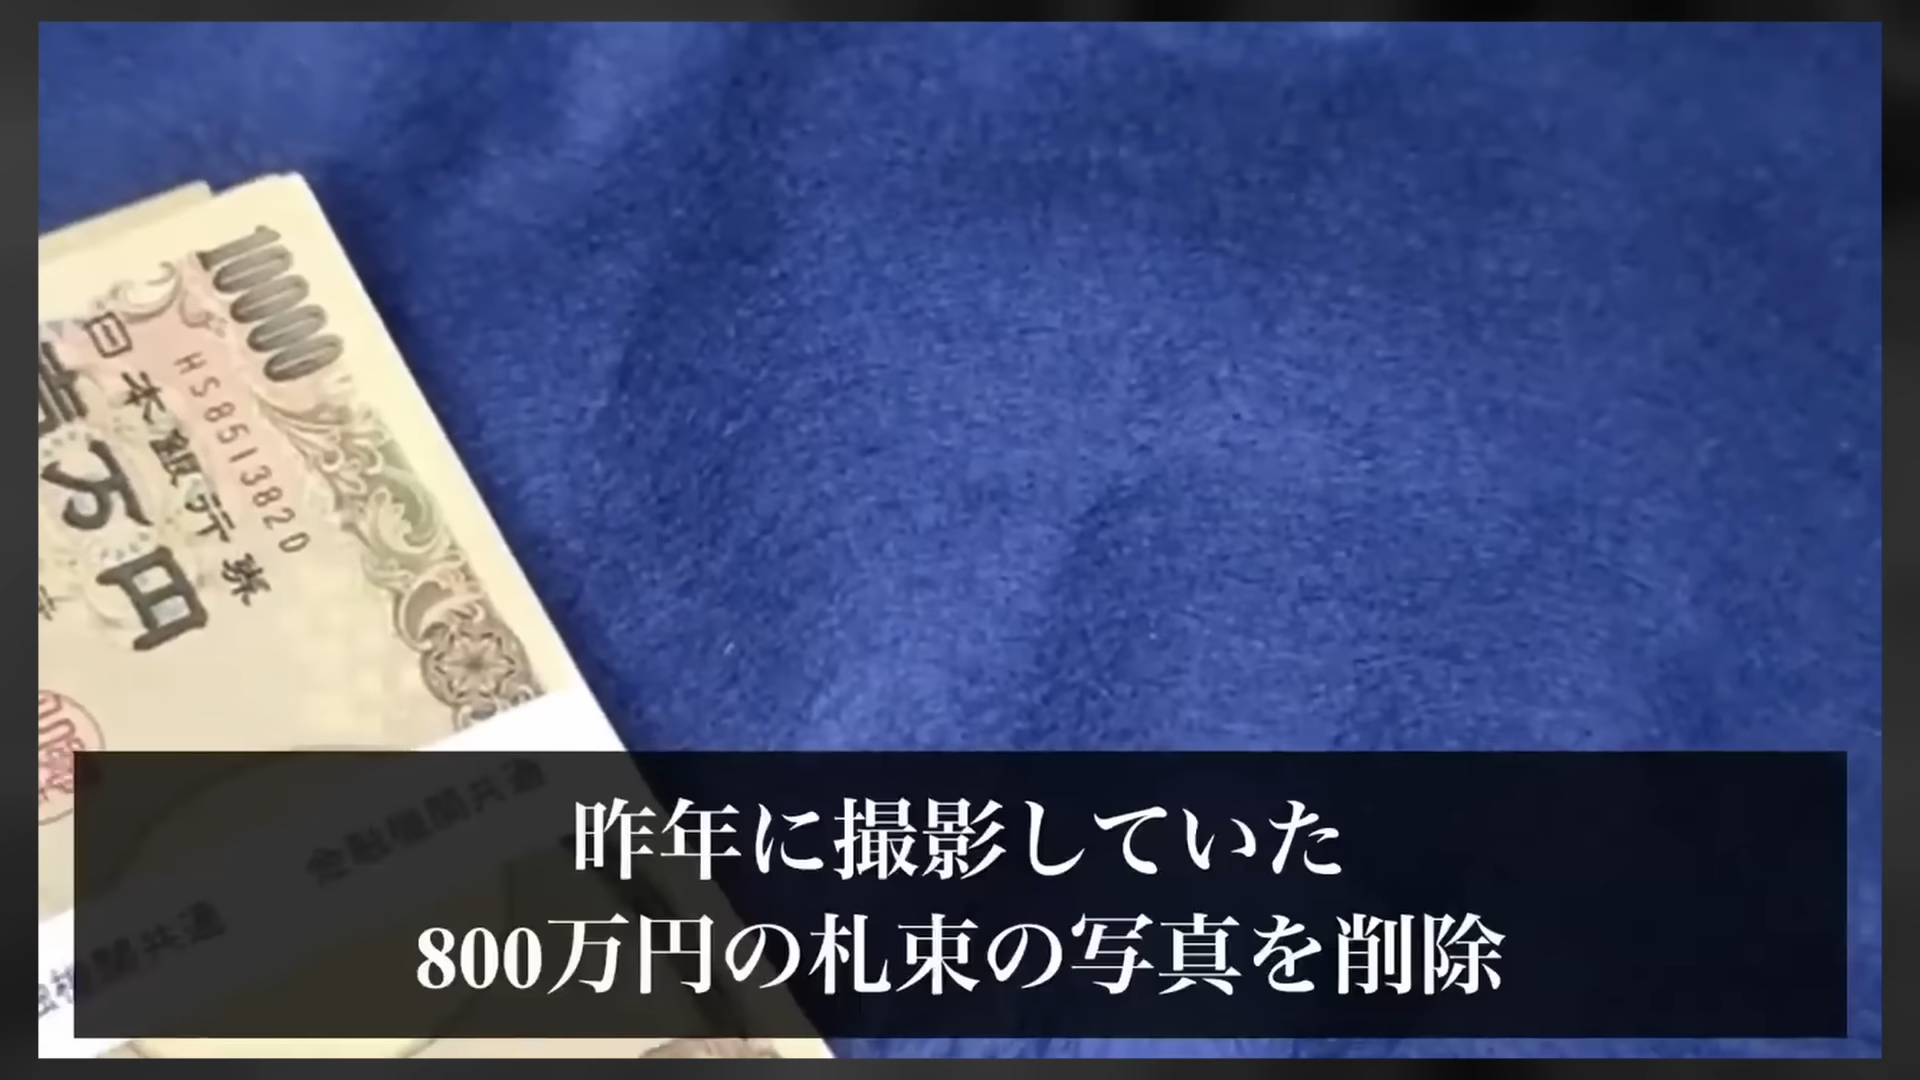 10000
日本銀行券
HS851382D
壱万円
金融機関共通
融機関共通
昨年に撮影していた
800万円の札束の写真を削除